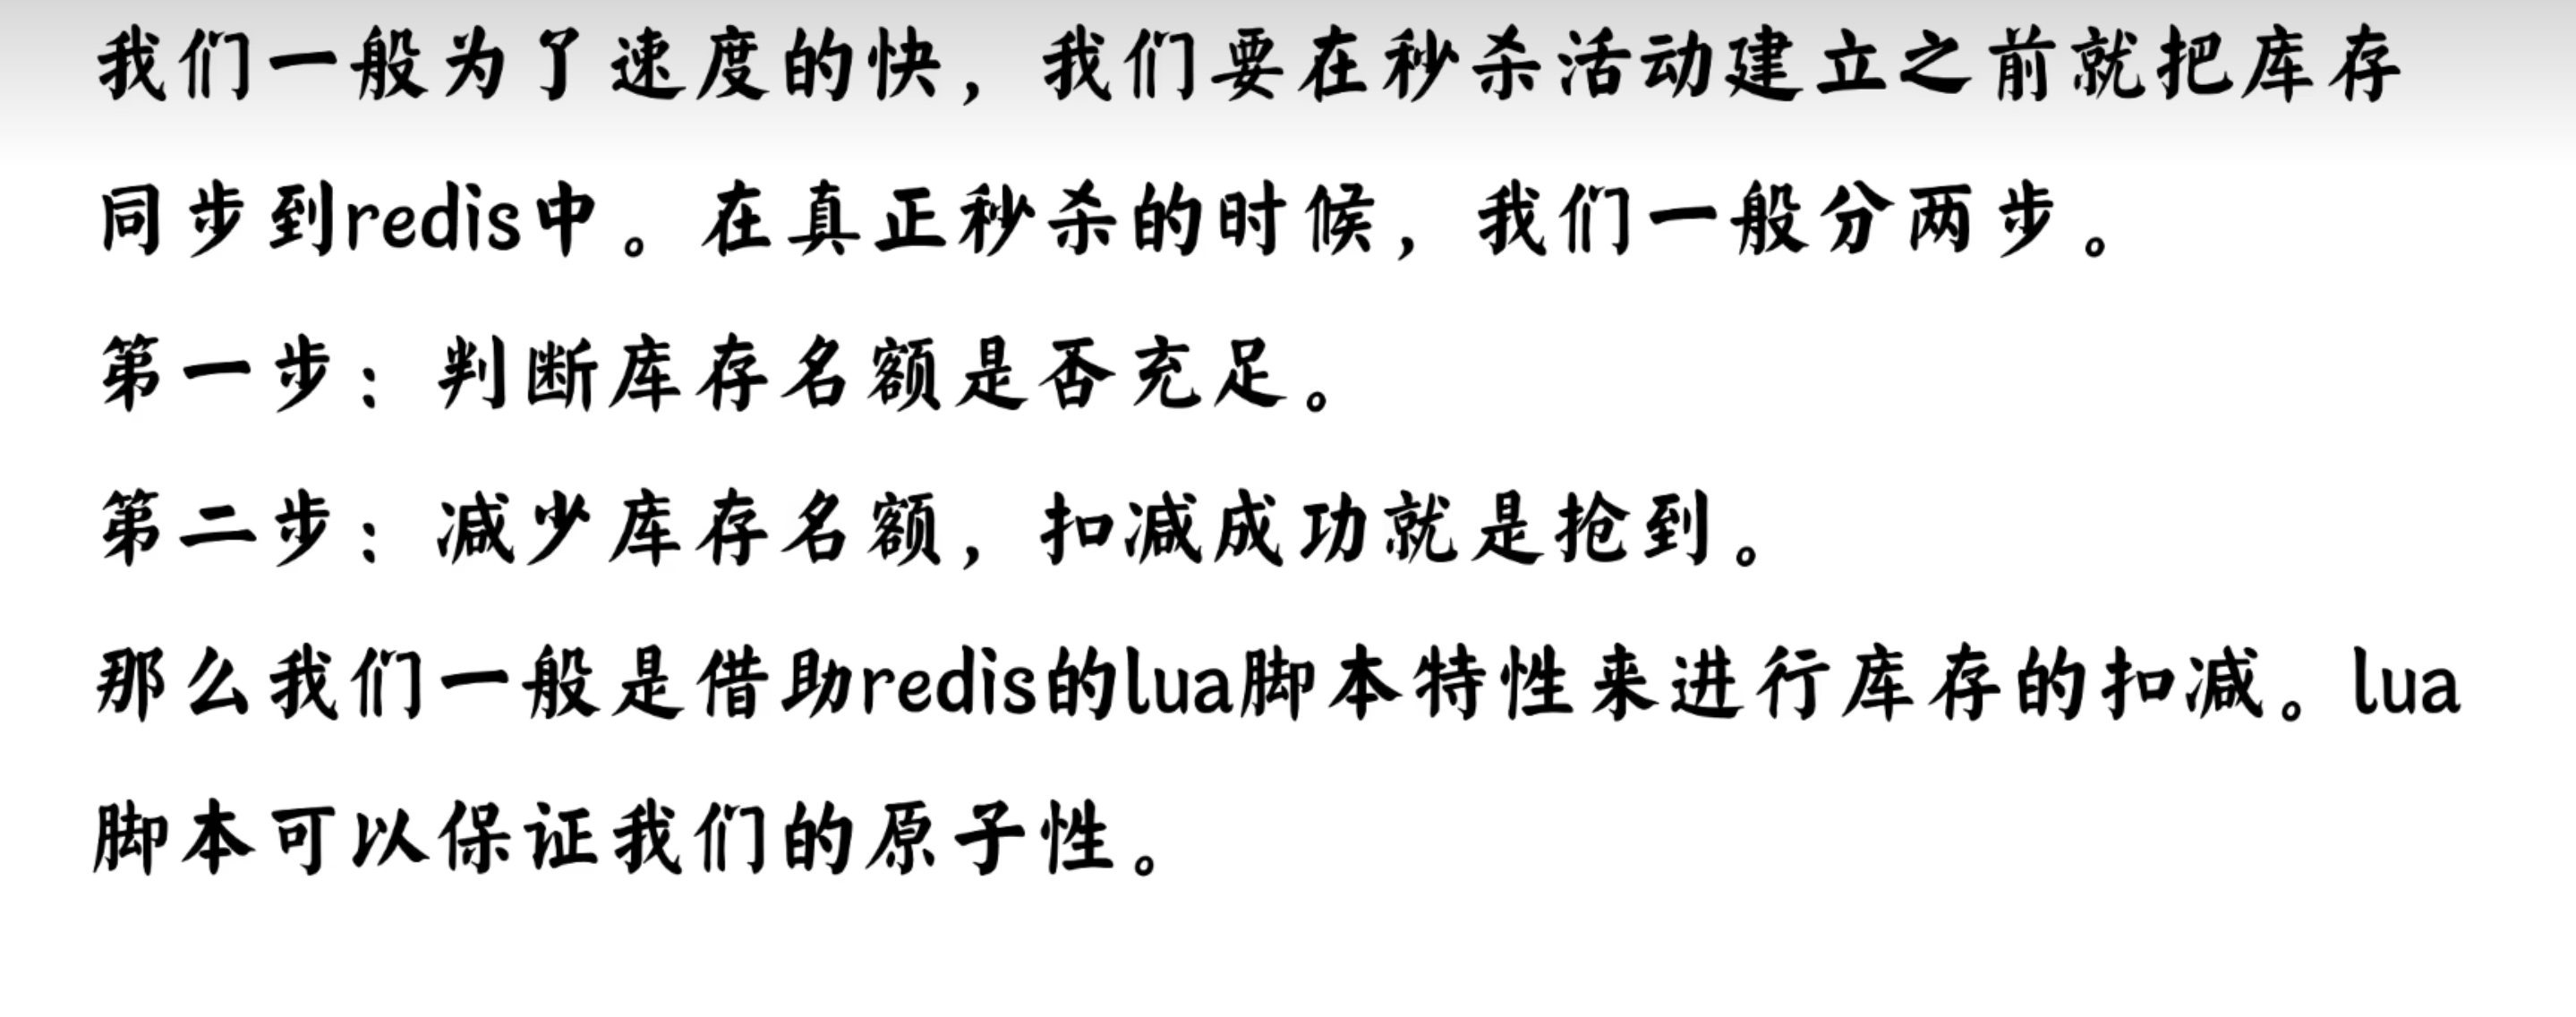 我们一般为了速度的快，我们要在秒杀活动建立之前就把库存
同步到redis中。在真正秒杀的时候，我们一般分两步。
第一步：判断库存名额是否充足。
第二步：减少库存名额，扣减成功就是抢到。
那么我们一般是借助redis的lua脚本特性来进行库存的扣减。lua
脚本可以保证我们的原子性。